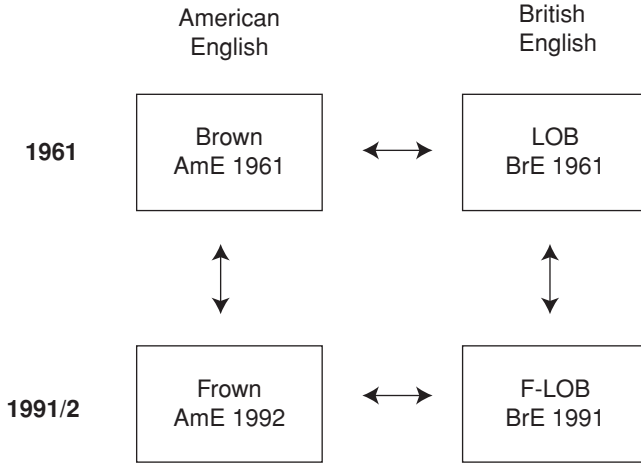 American
English
British
English
1961
Brown
AmE 1961
LOB
BrE 1961
1991/2
Frown
AmE 1992
F-LOB
BrE 1991